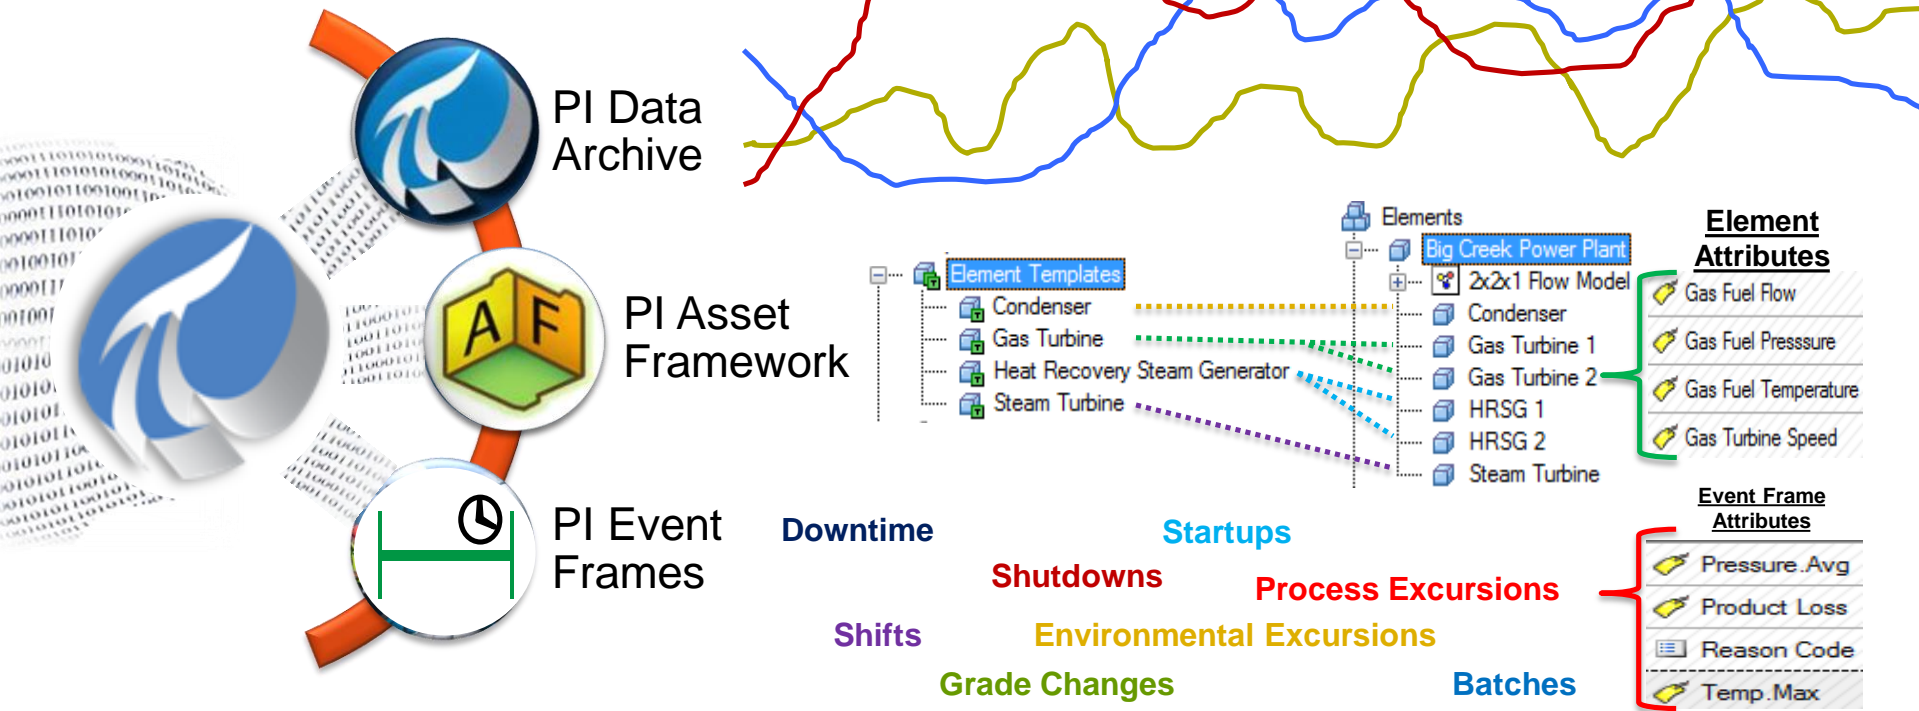 PI Data
Archive
PI Asset
Framework
PI Event
Frames
A F
Element Templates
Condenser
Gas Turbine
Heat Recovery Steam Generator
Steam Turbine
Elements
Big Creek Power Plant
2x2x1 Flow Model
Condenser
Gas Turbine 1
Gas Turbine 2
HRSG 1
HRSG 2
Steam Turbine
Element
Attributes
Gas Fuel Flow
Gas Fuel Presssure
Gas Fuel Temperature
Gas Turbine Speed
Downtime
Startups
Shutdowns
Process Excursions
Shifts
Environmental Excursions
Grade Changes
Batches
Event Frame
Attributes
Pressure.Avg
Product Loss
Reason Code
Temp.Max